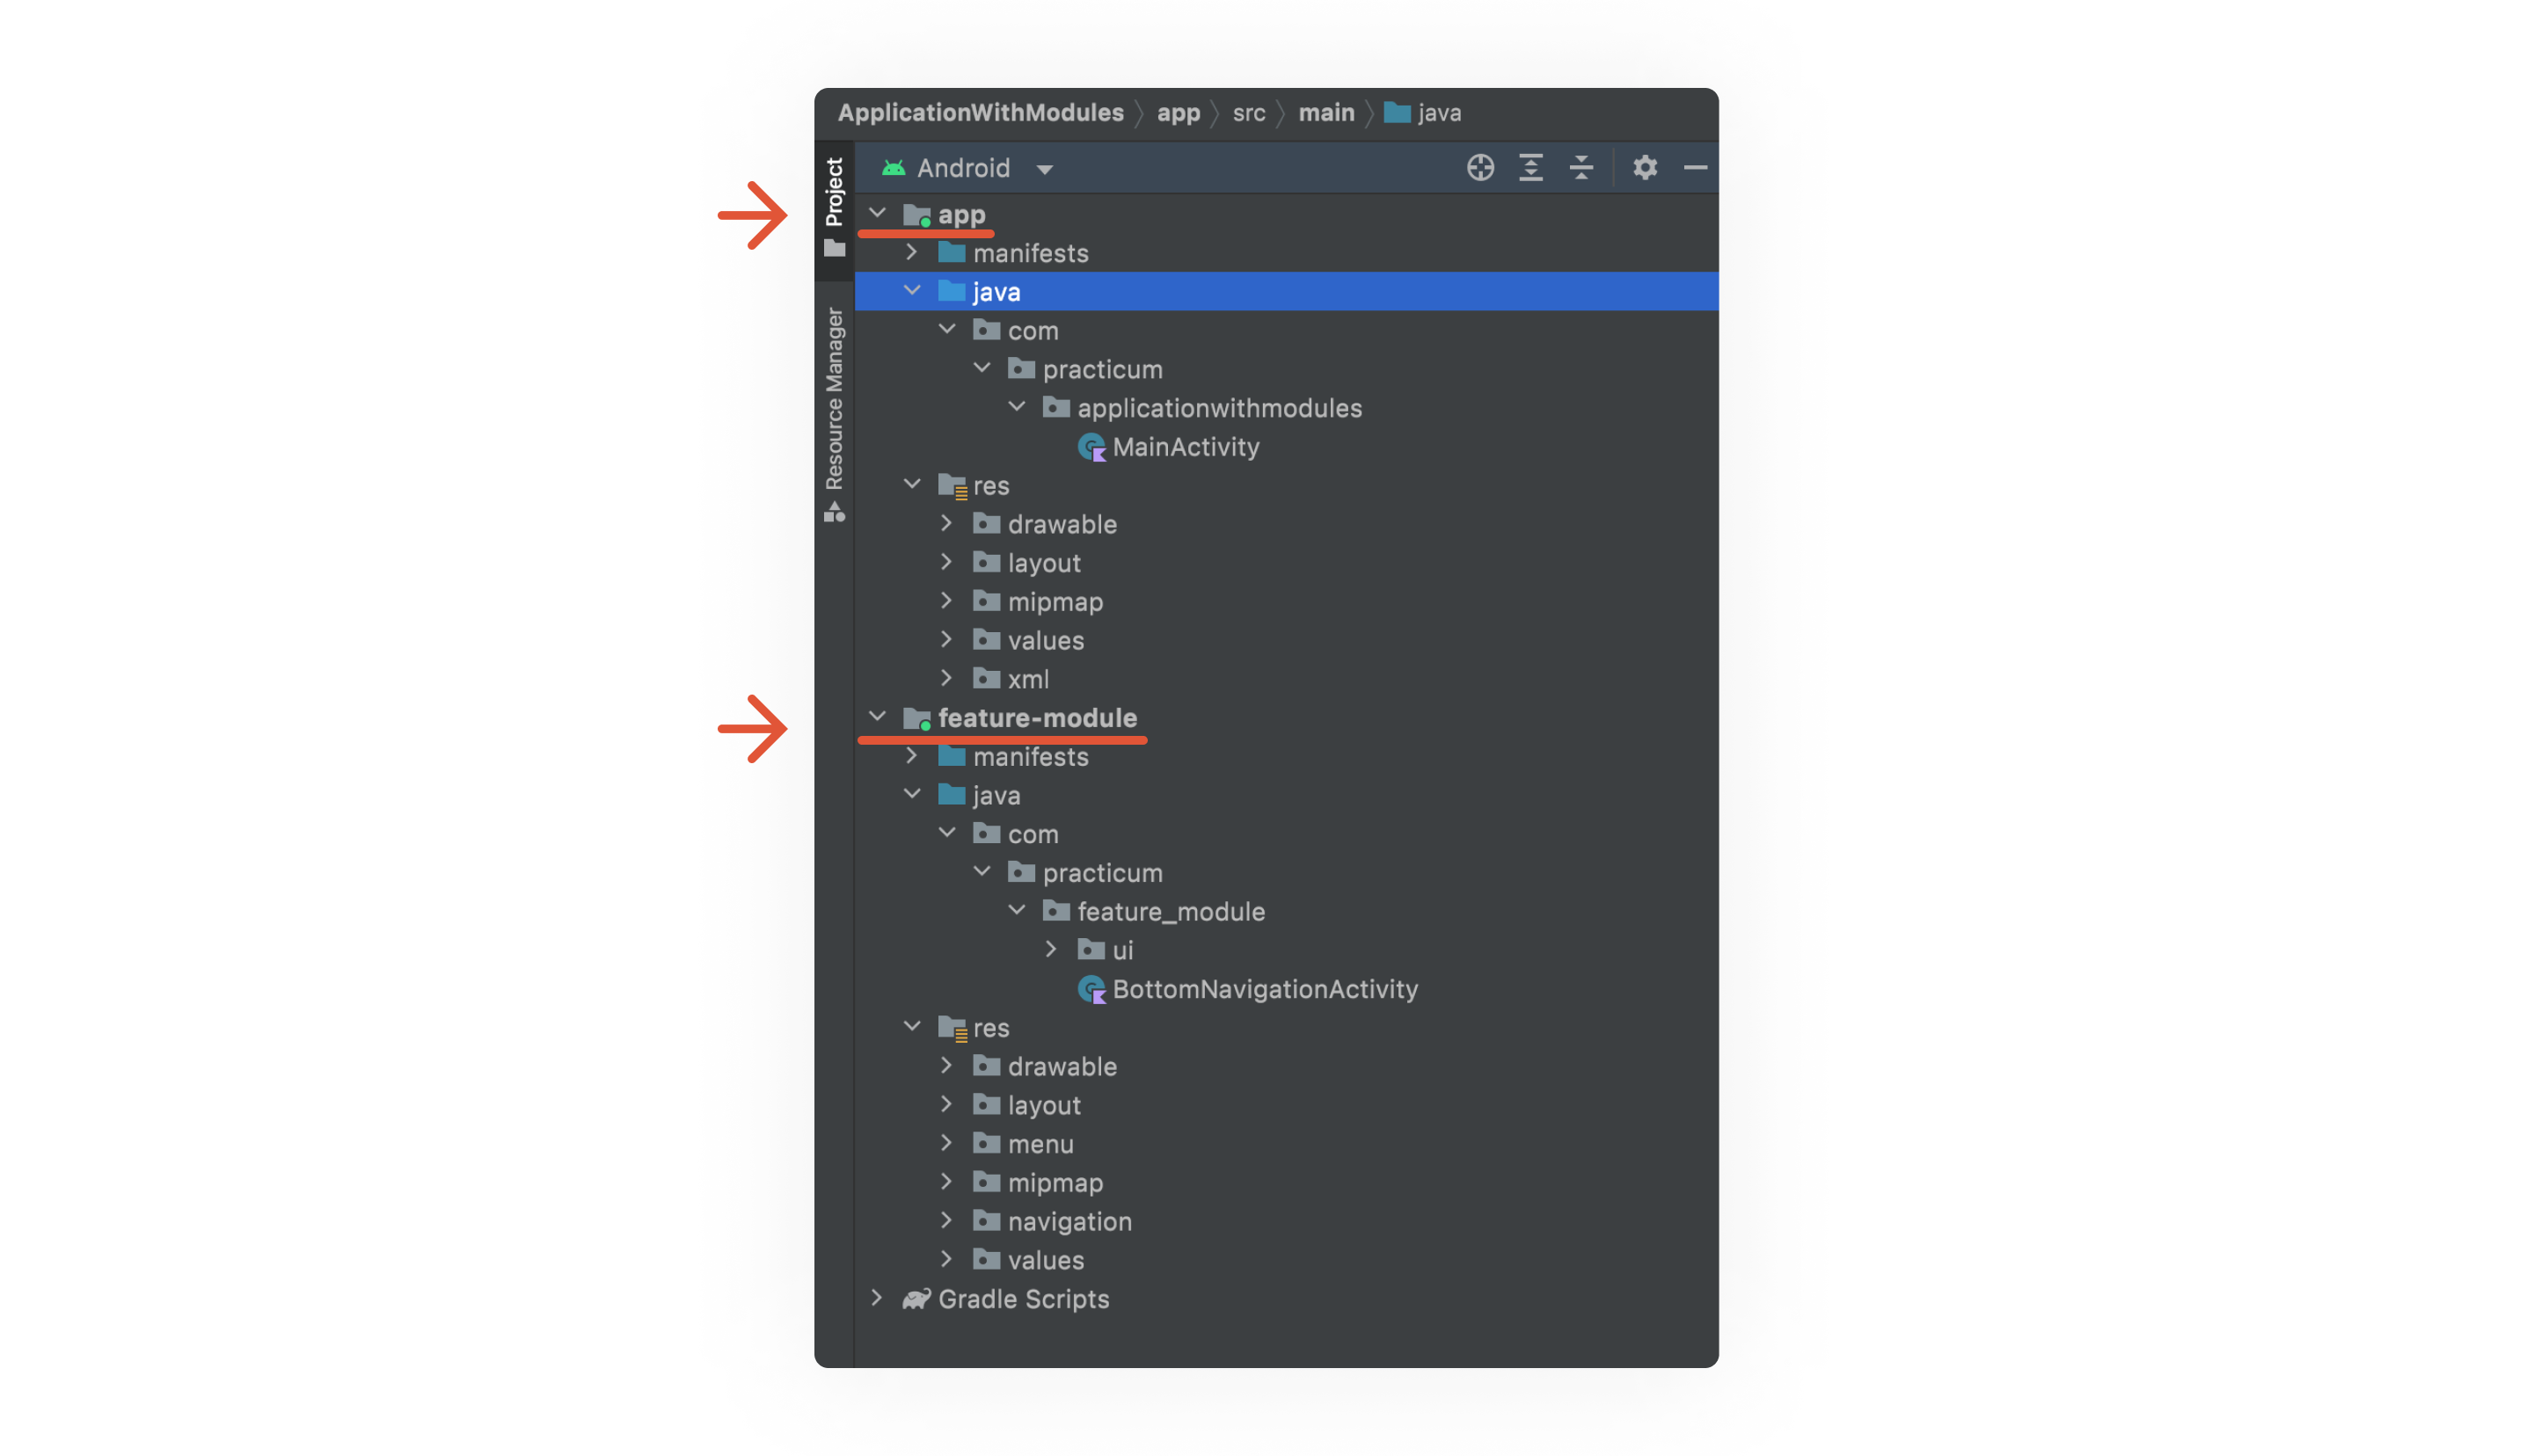 ApplicationWithModules app src main java
Project
Resource Manager
Android
app
manifests
java
com
practicum
applicationwithmodules
MainActivity
res
drawable
layout
mipmap
values
xml
feature-module
manifests
java
com
practicum
feature_module
ui
BottomNavigationActivity
res
drawable
layout
menu
mipmap
navigation
values
Gradle Scripts